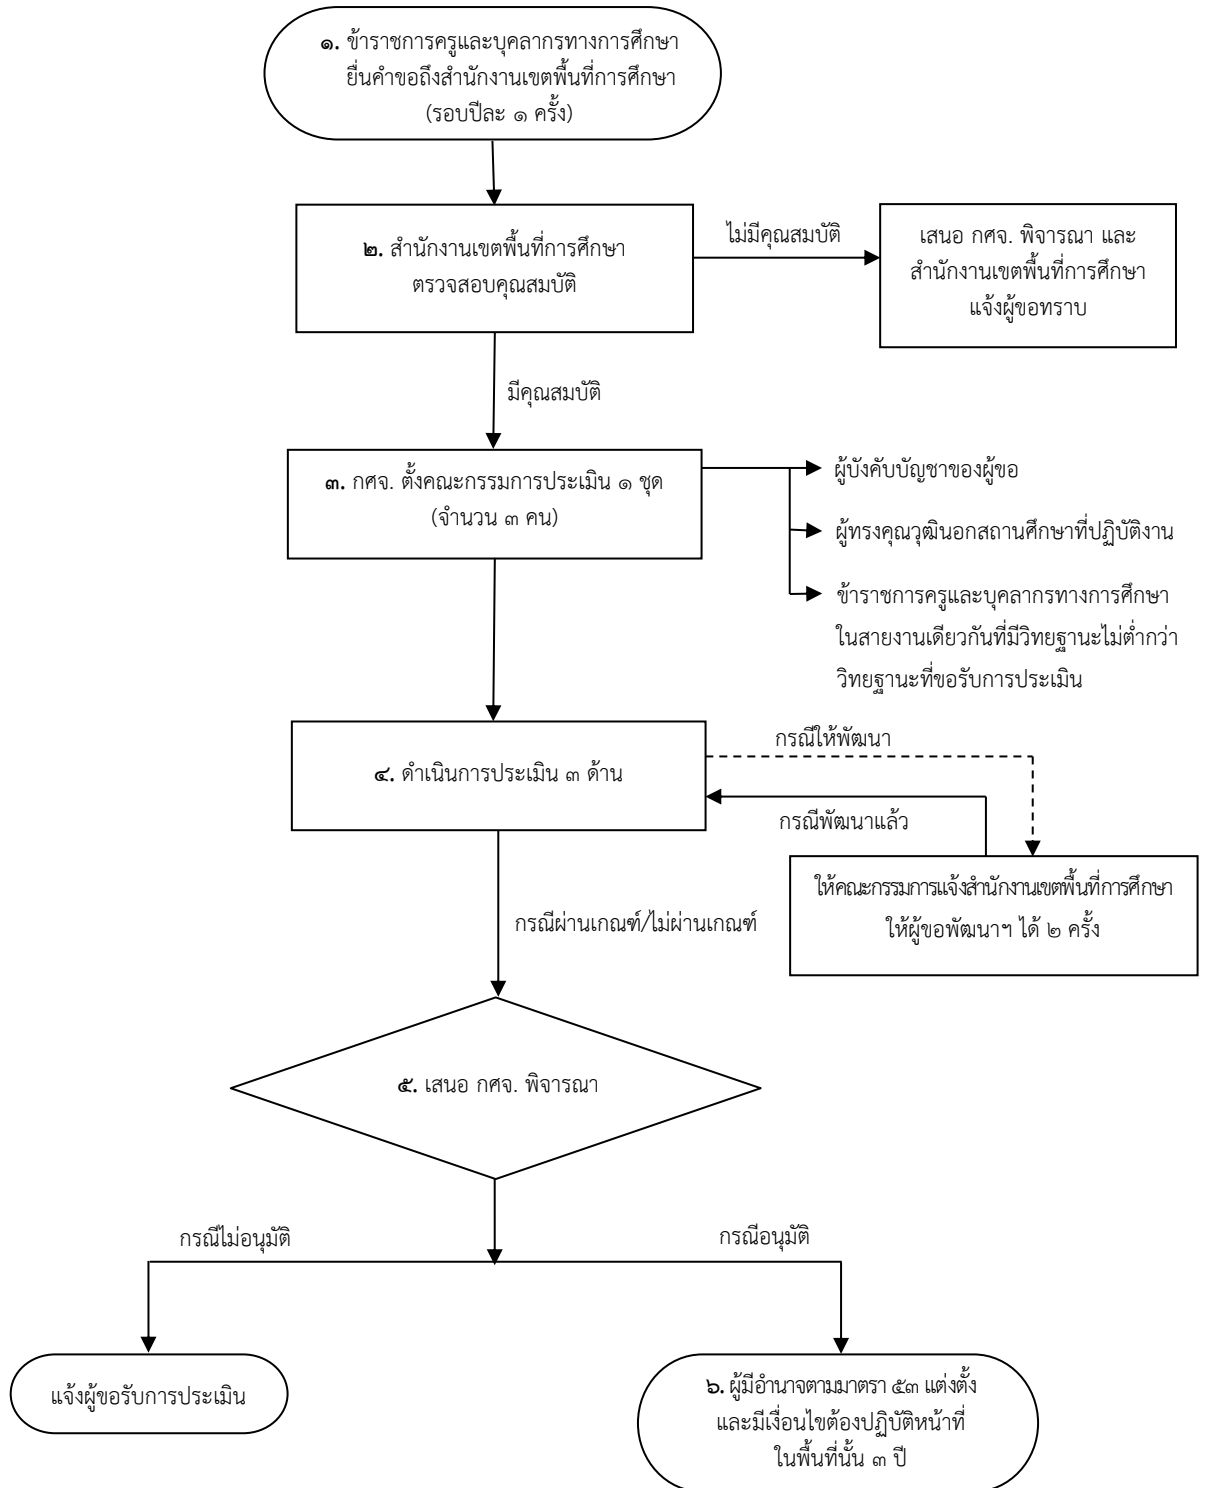 ๑. ข้าราชการครูและบุคลากรทางการศึกษา
ยื่นคำขอถึงสำนักงานเขตพื้นที่การศึกษา
(รอบปีละ ๑ ครั้ง)
๒. สำนักงานเขตพื้นที่การศึกษา
ตรวจสอบคุณสมบัติ
ไม่มีคุณสมบัติ
เสนอ กศจ. พิจารณา และ
สำนักงานเขตพื้นที่การศึกษา
แจ้งผู้ขอทราบ
มีคุณสมบัติ
๓. กศจ. ตั้งคณะกรรมการประเมิน ๑ ชุด
(จำนวน ๓ คน)
ผู้บังคับบัญชาของผู้ขอ
ผู้ทรงคุณวุฒินอกสถานศึกษาที่ปฏิบัติงาน
ข้าราชการครูและบุคลากรทางการศึกษา
ในสายงานเดียวกันที่มีวิทยฐานะไม่ต่ำกว่า
วิทยฐานะที่ขอรับการประเมิน
๔. ดำเนินการประเมิน ๓ ด้าน
กรณีให้พัฒนา
กรณีพัฒนาแล้ว
ให้คณะกรรมการแจ้งสำนักงานเขตพื้นที่การศึกษา
ให้ผู้ขอพัฒนาฯ ได้ ๒ ครั้ง
กรณีผ่านเกณฑ์/ไม่ผ่านเกณฑ์
๕. เสนอ กศจ. พิจารณา
กรณีไม่อนุมัติ
กรณีอนุมัติ
แจ้งผู้ขอรับการประเมิน
๖. ผู้มีอำนาจตามมาตรา ๕๓ แต่งตั้ง
และมีเงื่อนไขต้องปฏิบัติหน้าที่
ในพื้นที่นั้น ๓ ปี